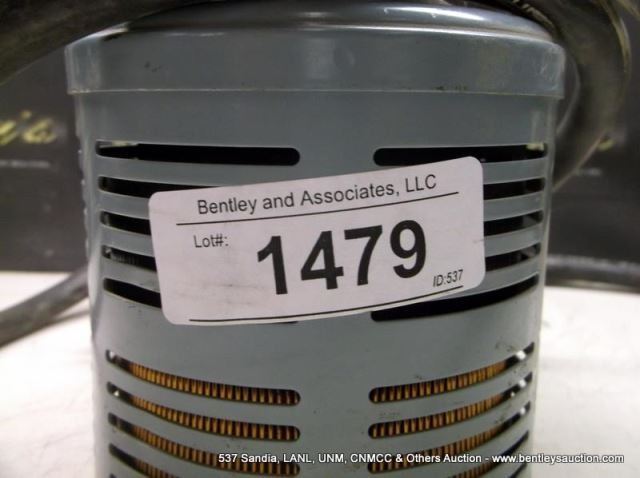 Bentley and Associates, LLC
Lot#:
1479
ID:537
537 Sandia, LANL, UNM, CNMCC & Others Auction - www.bentleysauction.com